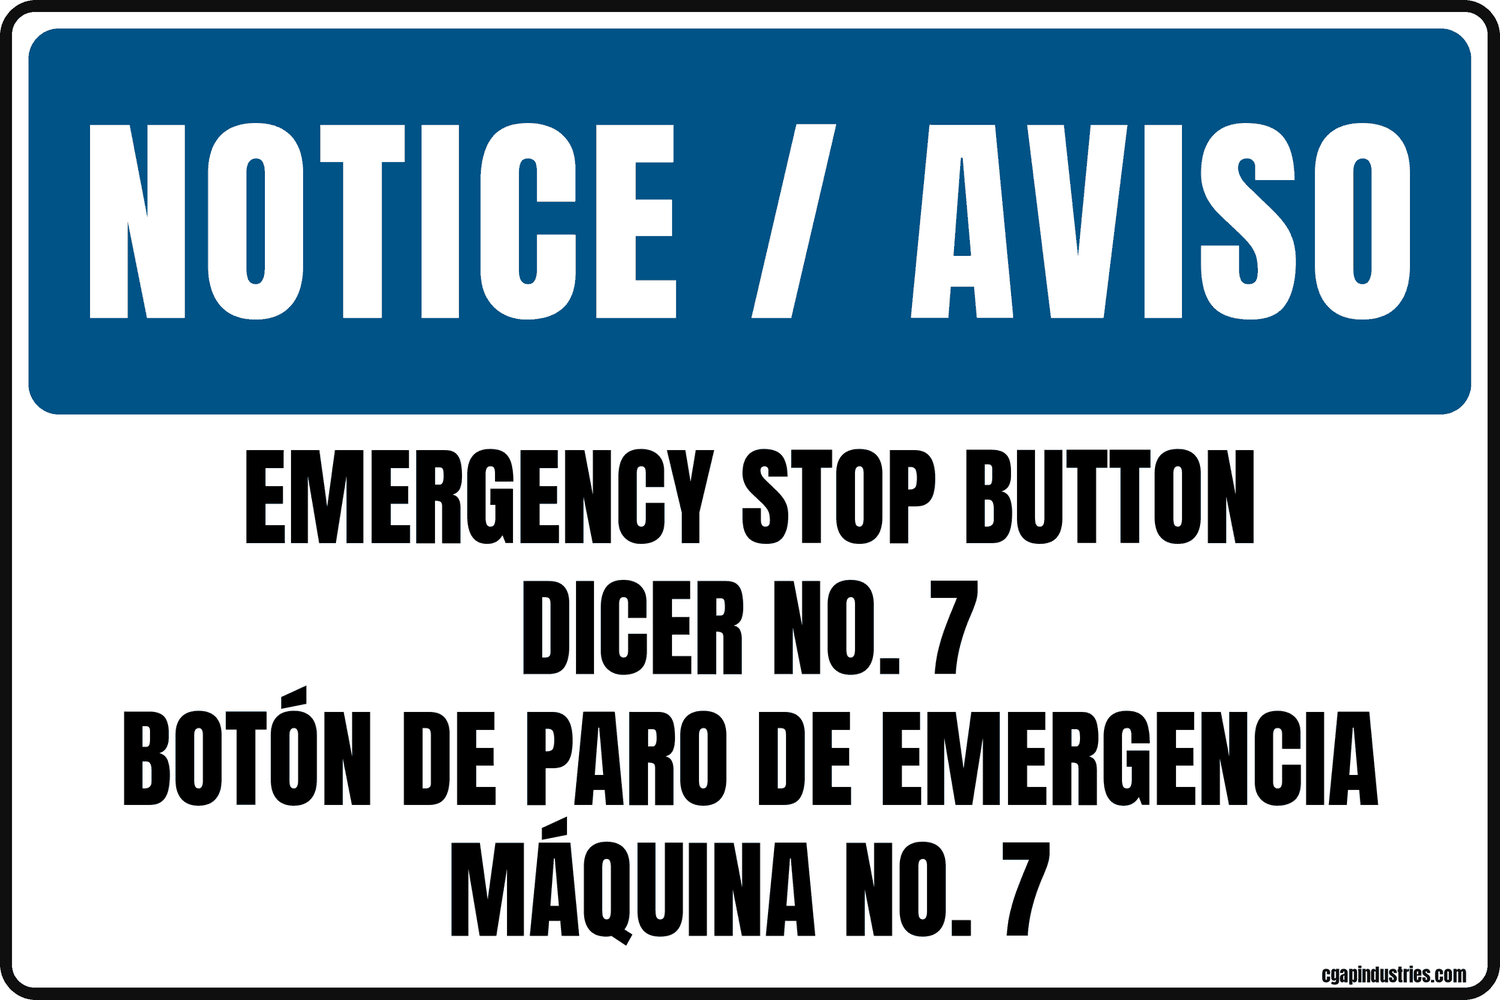 NOTICE / AVISO
EMERGENCY STOP BUTTON
DICER NO. 7
BOTÓN DE PARO DE EMERGENCIA
MÁQUINA NO. 7
cgapindustries.com